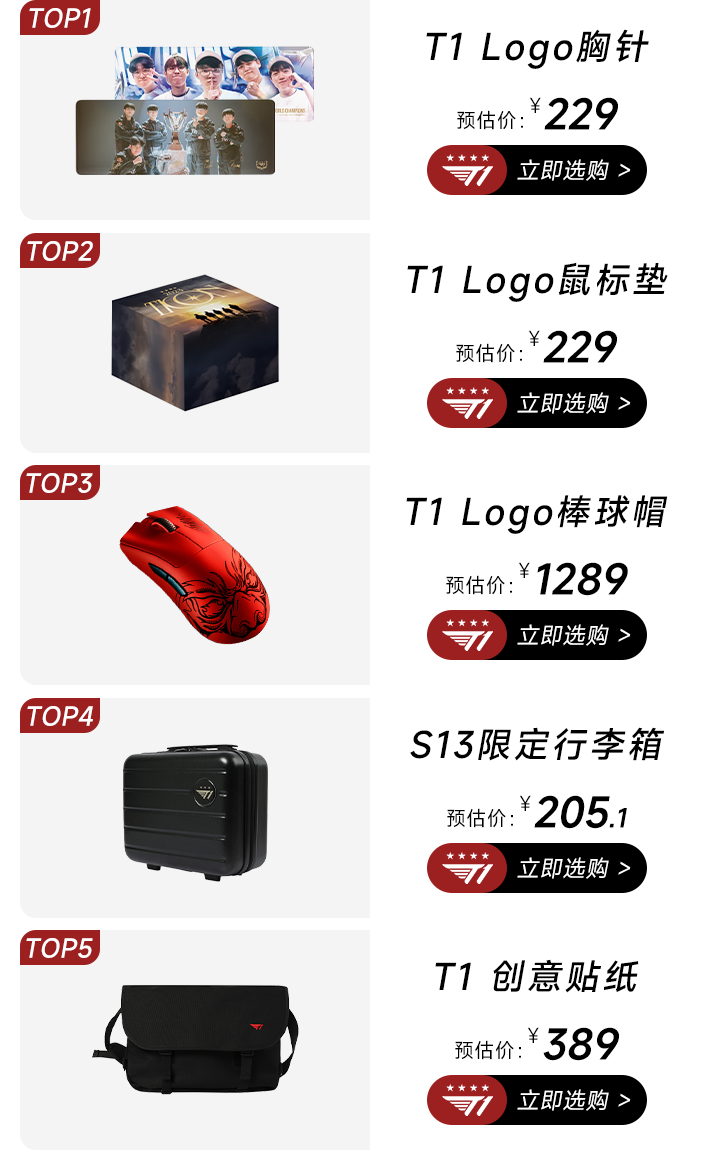 TOP1
T1 Logo胸针
预估价: ¥229
★★★★ T1 立即选购 >
TOP2
2023
T1 Logo鼠标垫
预估价: ¥229
★★★★ T1 立即选购 >
TOP3
T1 Logo棒球帽
预估价: ¥1289
★★★★ T1 立即选购 >
TOP4
T1
S13限定行李箱
预估价: ¥205.1
★★★★ T1 立即选购 >
TOP5
T1
T1 创意贴纸
预估价: ¥389
★★★★ T1 立即选购 >